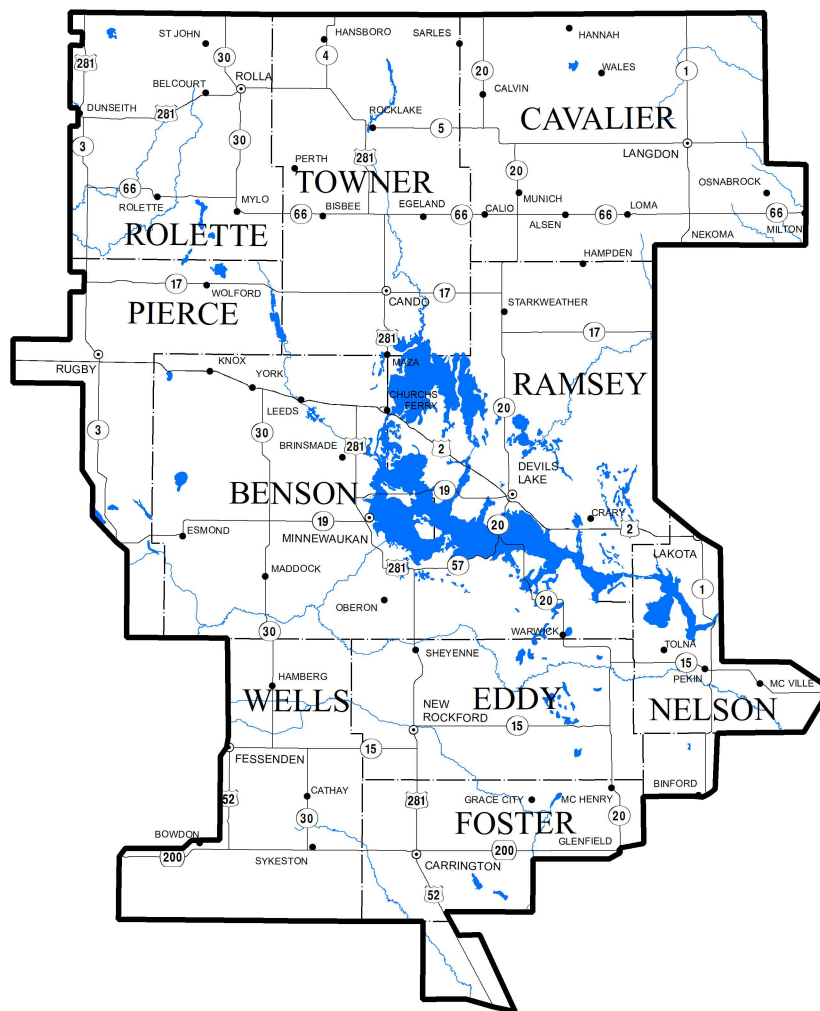 ST JOHN
HANSBORO
SARLES
HANNAH
30
4
281
20
1
WALES
BELCOURT
ROLLA
CALVIN
DUNSEITH
281
ROCKLAKE
CAVALIER
5
3
30
LANGDON
281
PERTH
20
TOWNER
66
ROLETTE
MYLO
MUNICH
OSNABROCK
66
BISBEE
EGELAND
66
CALIO
ALSEN
66
LOMA
66
MILTON
ROLETTE
NEKOMA
HAMPDEN
17
WOLFORD
CANDO
17
STARKWEATHER
PIERCE
281
17
RUGBY
KNOX
YORK
MAZA
RAMSEY
LEEDS
CHURCHS
FERRY
20
3
30
BRINSMADE
281
2
DEVILS
LAKE
BENSON
19
ESMOND
19
MINNEWAUKAN
20
CRARY
2
LAKOTA
281
57
MADDOCK
1
OBERON
20
30
WARWICK
SHEYENNE
TOLNA
15
PEKIN
HAMBERG
MC VILLE
WELLS
EDDY
NELSON
NEW
ROCKFORD
15
FESSENDEN
15
52
CATHAY
281
GRACE CITY
MC HENRY
BINFORD
30
20
FOSTER
BOWDON
GLENFIELD
200
SYKESTON
200
CARRINGTON
52